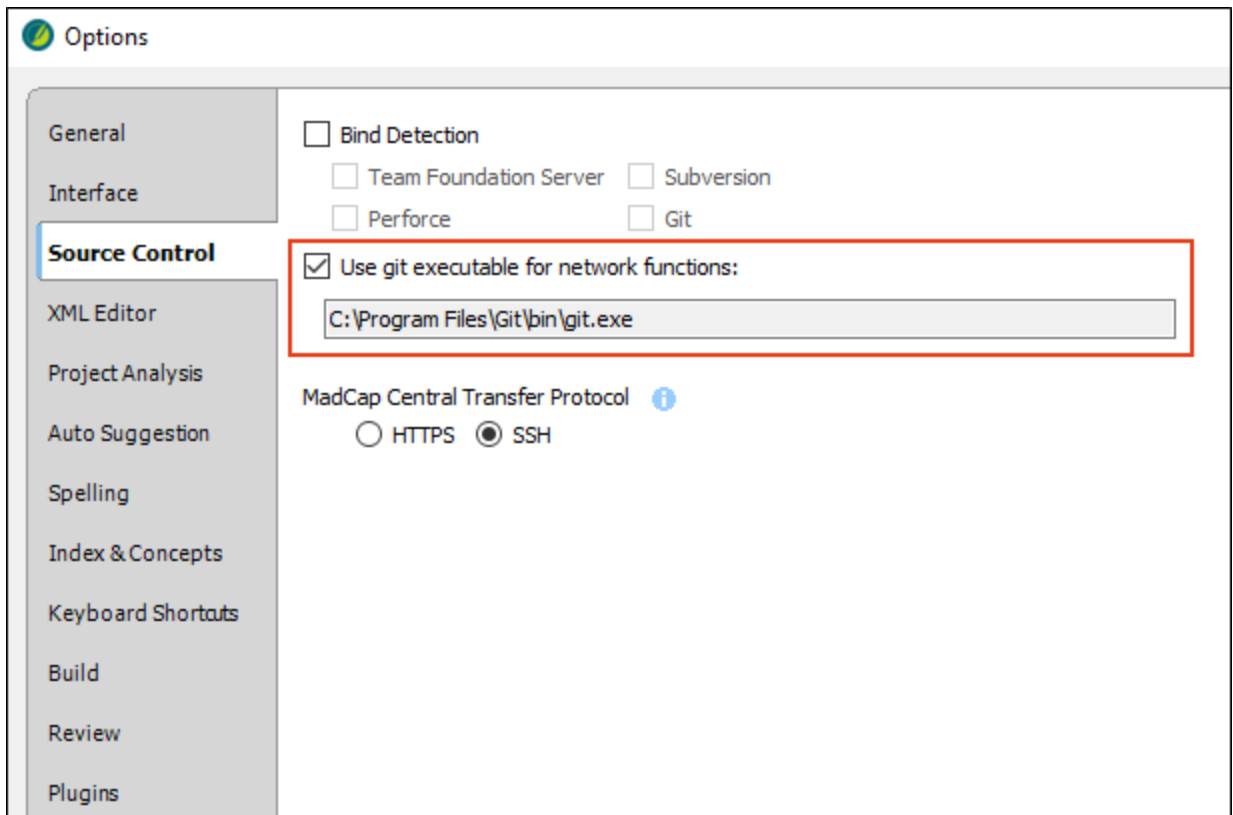 Options
General
Interface
Source Control
XML Editor
Project Analysis
Auto Suggestion
Spelling
Index & Concepts
Keyboard Shortcuts
Build
Review
Plugins
Bind Detection
Team Foundation Server Subversion
Perforce Git
Use git executable for network functions:
C:\Program Files\Git\bin\git.exe
MadCap Central Transfer Protocol
HTTPS SSH